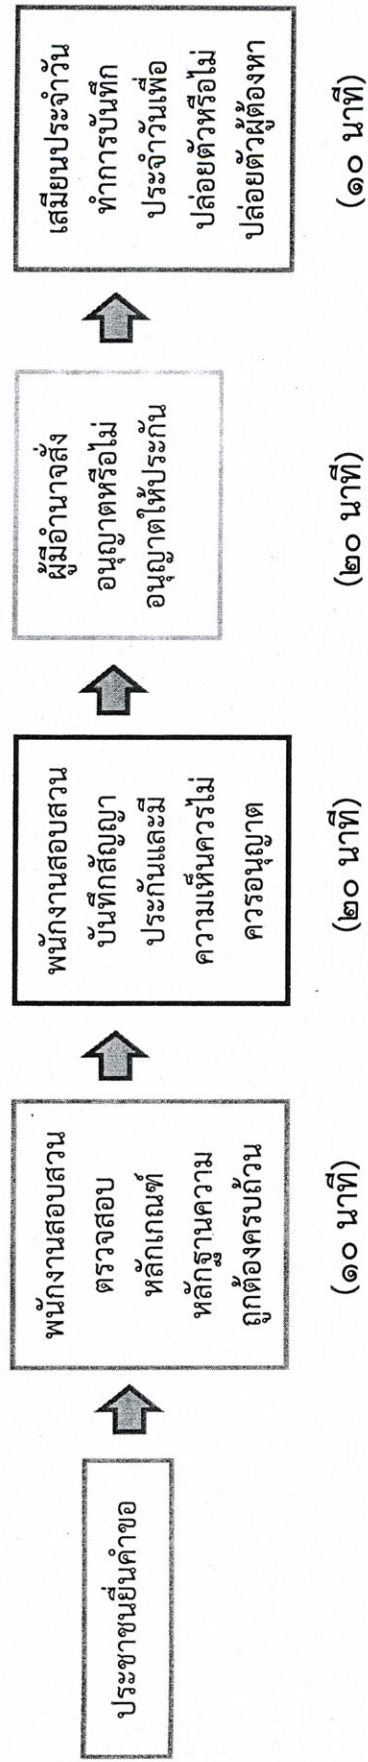 ประชาชนยื่นคำขอ
พนักงานสอบสวน
ตรวจสอบ
หลักเกณฑ์
หลักฐานความ
ถูกต้องครบถ้วน
(๑๐ นาที)
พนักงานสอบสวน
บันทึกสัญญา
ประกันและมี
ความเห็นควรไม่
ควรอนุญาต
(๒๐ นาที)
ผู้มีอำนาจสั่ง
อนุญาตหรือไม่
อนุญาตให้ประกัน
(๒๐ นาที)
เสมียนประจำวัน
ทำการบันทึก
ประจำวันเพื่อ
ปล่อยตัวหรือไม่
ปล่อยตัวผู้ต้องหา
(๑๐ นาที)